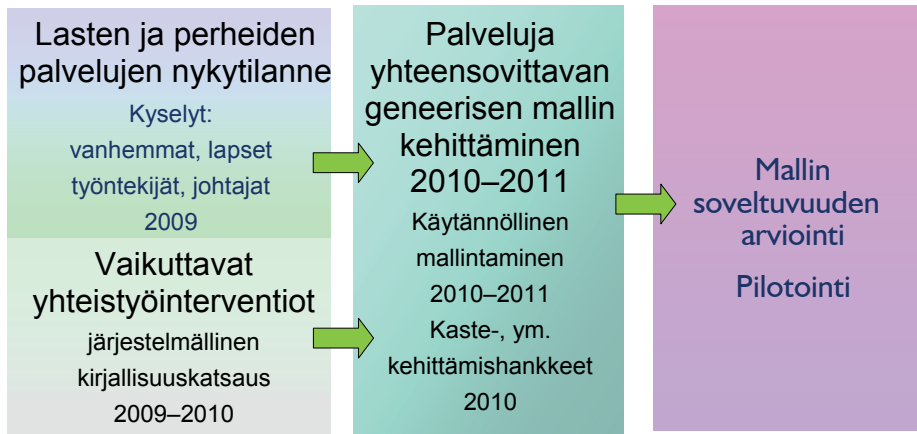 Lasten ja perheiden
palvelujen nykytilanne
Kyselyt:
vanhemmat, lapset
työntekijät, johtajat
2009
Vaikuttavat
yhteistyöinterventiot
järjestelmällinen
kirjallisuuskatsaus
2009–2010
Palveluja
yhteensovittavan
geneerisen mallin
kehittäminen
2010–2011
Käytännöllinen
mallintaminen
2010–2011
Kaste-, ym.
kehittämishankkeet
2010
Mallin
soveltuvuuden
arviointi
Pilotointi